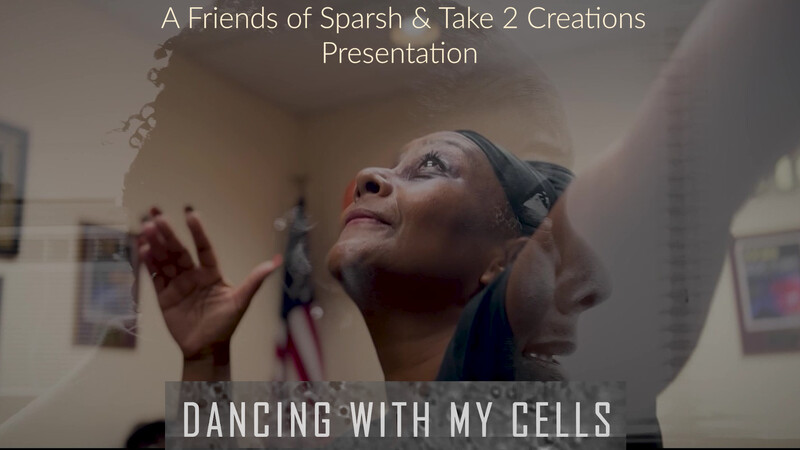 A Friends of Sparsh & Take 2 Creations
Presentation
DANCING WITH MY CELLS